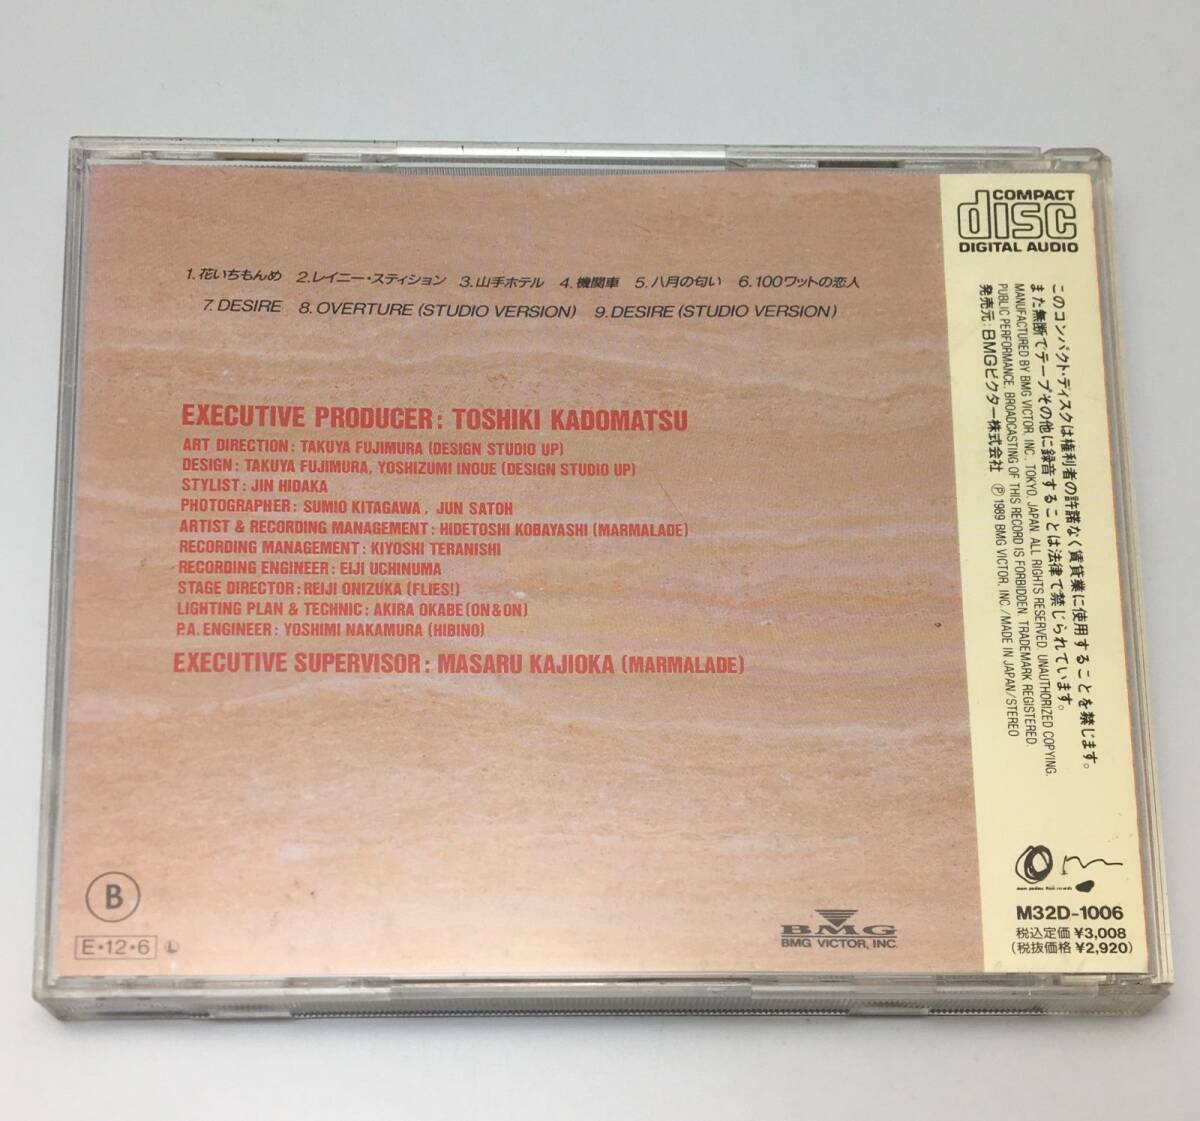 1.花いちもんめ 2.レイニー・スティション 3.山手ホテル 4.機関車 5.八月の匂い 6.100ワットの恋人
7.DESIRE 8.OVERTURE (STUDIO VERSION) 9.DESIRE (STUDIO VERSION)
EXECUTIVE PRODUCER: TOSHIKI KADOMATSU
ART DIRECTION: TAKUYA FUJIMURA (DESIGN STUDIO UP)
DESIGN: TAKUYA FUJIMURA, YOSHIZUMI INOUE (DESIGN STUDIO UP)
STYLIST: JIN HIDAKA
PHOTOGRAPHER: SUMIO KITAGAWA, JUN SATOH
ARTIST & RECORDING MANAGEMENT: HIDETOSHI KOBAYASHI (MARMALADE)
RECORDING MANAGEMENT: KIYOSHI TERANISHI
RECORDING ENGINEER: EIJI UCHINUMA
STAGE DIRECTOR: REIJI ONIZUKA (FLIES!)
LIGHTING PLAN & TECHNIC: AKIRA OKABE (ON & ON)
P.A. ENGINEER: YOSHIMI NAKAMURA (HIBINO)
EXECUTIVE SUPERVISOR: MASARU KAJIOKA (MARMALADE)
B
E・12・6 L
BMG
BMG VICTOR, INC.
COMPACT
disc
DIGITAL AUDIO
このコンパクト・ディスクは権利者の許諾なく賃貸業に使用することを禁じます。
また無断でテープその他に録音することは法律で禁じられています。
MANUFACTURED BY BMG VICTOR, INC., TOKYO, JAPAN. ALL RIGHTS RESERVED. UNAUTHORIZED COPYING.
PUBLIC PERFORMANCE. BROADCASTING OF THIS RECORD IS FORBIDDEN. TRADEMARK REGISTERED.
発売元:BMGビクター株式会社 Ⓟ 1989 BMG VICTOR, INC./MADE IN JAPAN/STEREO
M32D-1006
税込定価 ¥3,008
(税抜価格 ¥2,920)